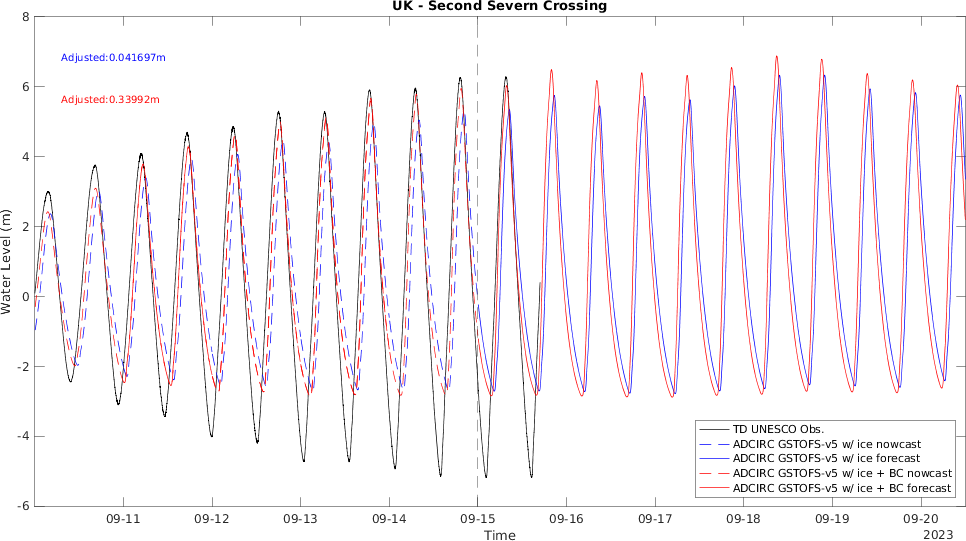 UK - Second Severn Crossing
8
6
4
2
0
-2
-4
-6
Water Level (m)
Adjusted:0.041697m
Adjusted:0.33992m
TD UNESCO Obs.
ADCIRC GSTOFS-v5 w/ ice nowcast
ADCIRC GSTOFS-v5 w/ ice forecast
ADCIRC GSTOFS-v5 w/ ice + BC nowcast
ADCIRC GSTOFS-v5 w/ ice + BC forecast
09-11 09-12 09-13 09-14 09-15 09-16 09-17 09-18 09-19 09-20
Time
2023